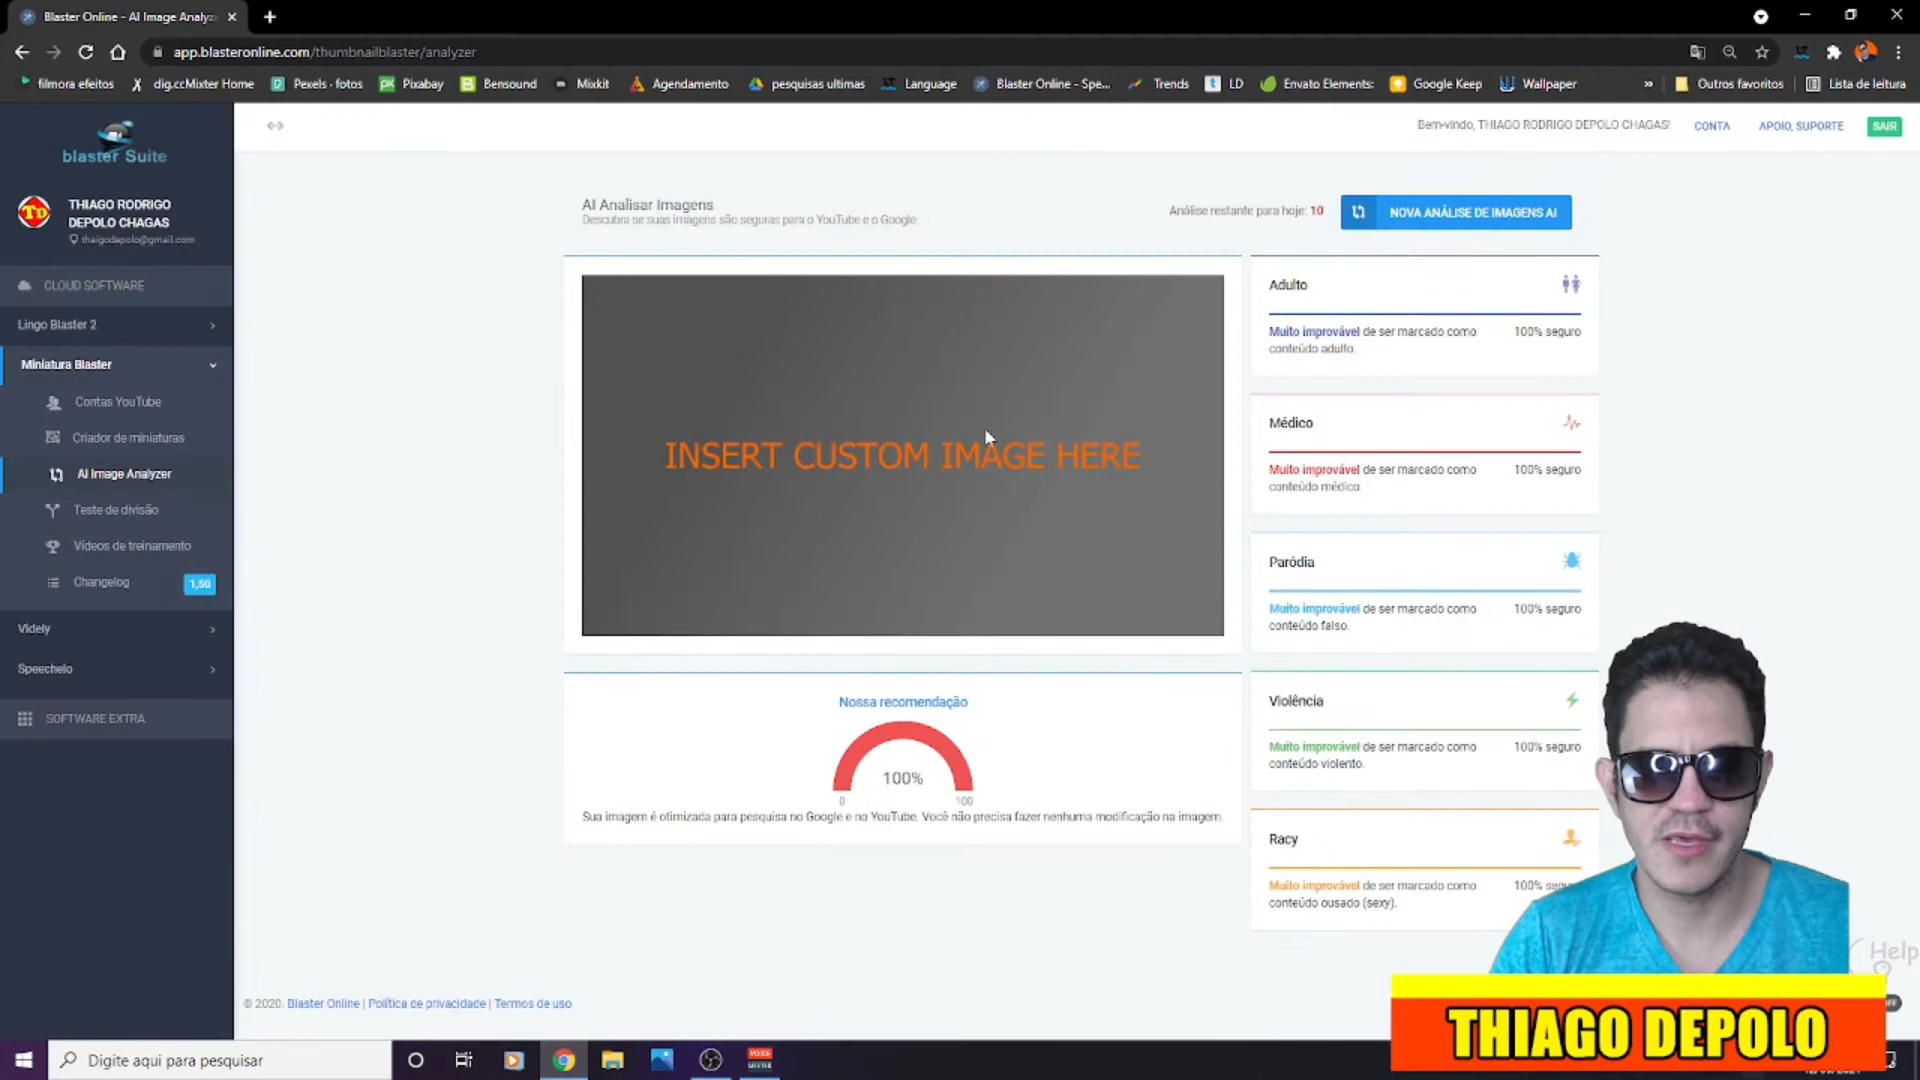 Blaster Online - AI Image Analyz
app.blasteronline.com/thumbnailblaster/analyzer
filmora efeitos
dig.ccMixter Home
Pexels · fotos
Pixabay
Bensound
Mixkit
Agendamento
pesquisas ultimas
Language
Blaster Online - Spe...
Trends
LD
Envato Elements:
Google Keep
Wallpaper
»
Outros favoritos
Lista de leitura
blaster Suite
Bem-vindo, THIAGO RODRIGO DEPOLO CHAGAS!
CONTA
APOIO, SUPORTE
SAIR
THIAGO RODRIGO
DEPOLO CHAGAS
thaigodepolo@gmail.com
CLOUD SOFTWARE
Lingo Blaster 2
Miniatura Blaster
Contas YouTube
Criador de miniaturas
AI Image Analyzer
Teste de divisão
Vídeos de treinamento
Changelog
1,50
Videly
Speechelo
SOFTWARE EXTRA
AI Analisar Imagens
Descubra se suas imagens são seguras para o YouTube e o Google
Análise restante para hoje: 10
NOVA ANÁLISE DE IMAGENS AI
INSERT CUSTOM IMAGE HERE
Adulto
Muito improvável de ser marcado como
conteúdo adulto.
100% seguro
Médico
Muito improvável de ser marcado como
conteúdo médico.
100% seguro
Paródia
Muito improvável de ser marcado como
conteúdo falso.
100% seguro
Violência
Muito improvável de ser marcado como
conteúdo violento.
100% seguro
Racy
Muito improvável de ser marcado como
conteúdo ousado (sexy).
100%
Nossa recomendação
100%
0
100
Sua imagem é otimizada para pesquisa no Google e no YouTube. Você não precisa fazer nenhuma modificação na imagem.
Help
© 2020. Blaster Online | Política de privacidade | Termos de uso
THIAGO DEPOLO
Digite aqui para pesquisar